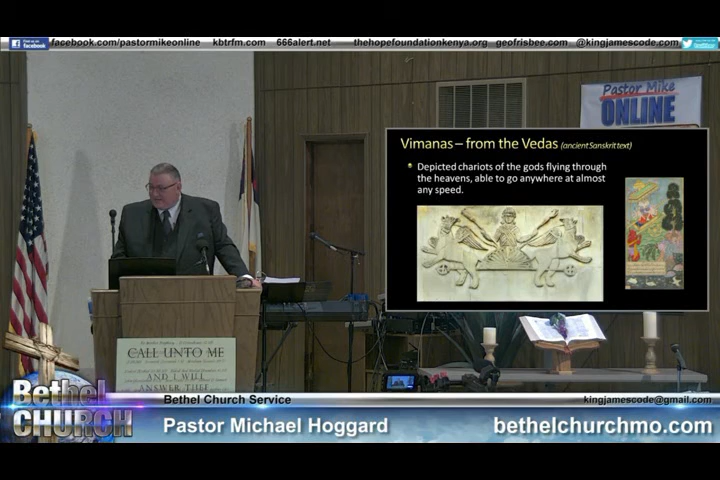 facebook.com/pastormikeonline kbtrfm.com 666alert.net thehopefoundationkenya.org geofrisbee.com @kingjamescode.com
Pastor Mike
ONLINE
Vimanas – from the Vedas (ancient Sanskrit text)
Depicted chariots of the gods flying through
the heavens, able to go anywhere at almost
any speed.
CALL UNTO ME
AND I WILL
ANSWER THEE
Bethel
CHURCH
Bethel Church Service
kingjamescode@gmail.com
Pastor Michael Hoggard
bethelchurchmo.com